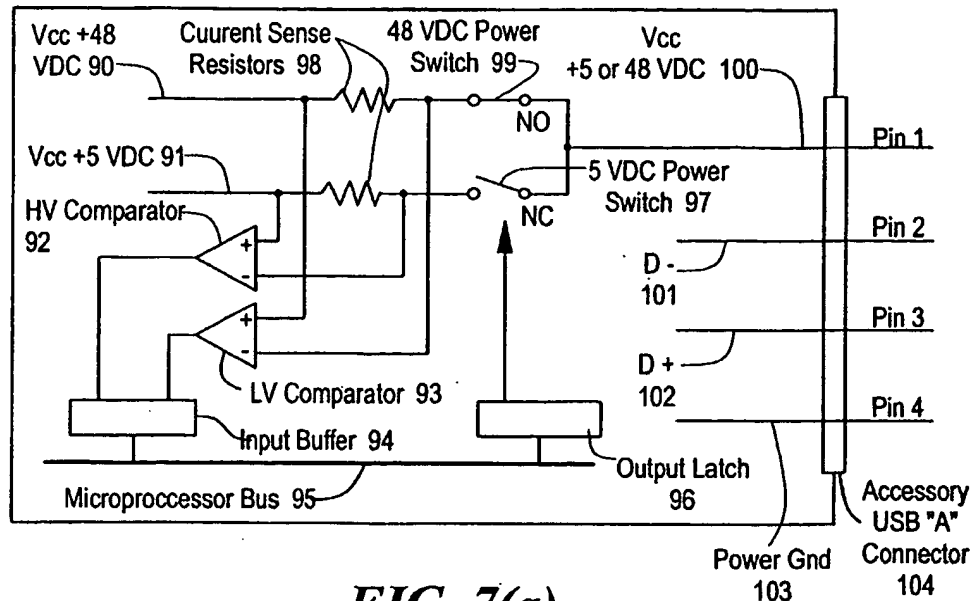 Vcc +48
VDC 90
Cuurent Sense
Resistors 98
48 VDC Power
Switch 99
Vcc
+5 or 48 VDC 100
NO
Pin 1
Vcc +5 VDC 91
5 VDC Power
Switch 97
NC
HV Comparator
92
+
-
Pin 2
D -
101
+
-
Pin 3
D +
102
LV Comparator 93
Pin 4
Input Buffer 94
Output Latch
96
Microproccessor Bus 95
Accessory
USB "A"
Connector
104
Power Gnd
103
FIG. 7(a)